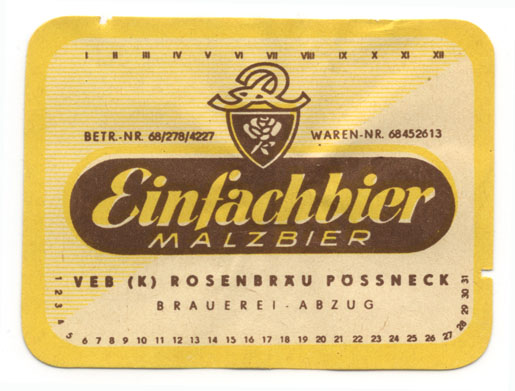 I II III IV V VI VII VIII IX X XI XII
BETR.-NR. 68/278/4227 WAREN-NR. 68452613
Einfachbier
MALZBIER
VEB (K) ROSENBRÄU PÖSSNECK
BRAUEREI-ABZUG
1 2 3 4 5 6 7 8 9 10 11 12 13 14 15 16 17 18 19 20 21 22 23 24 25 26 27 28 29 30 31